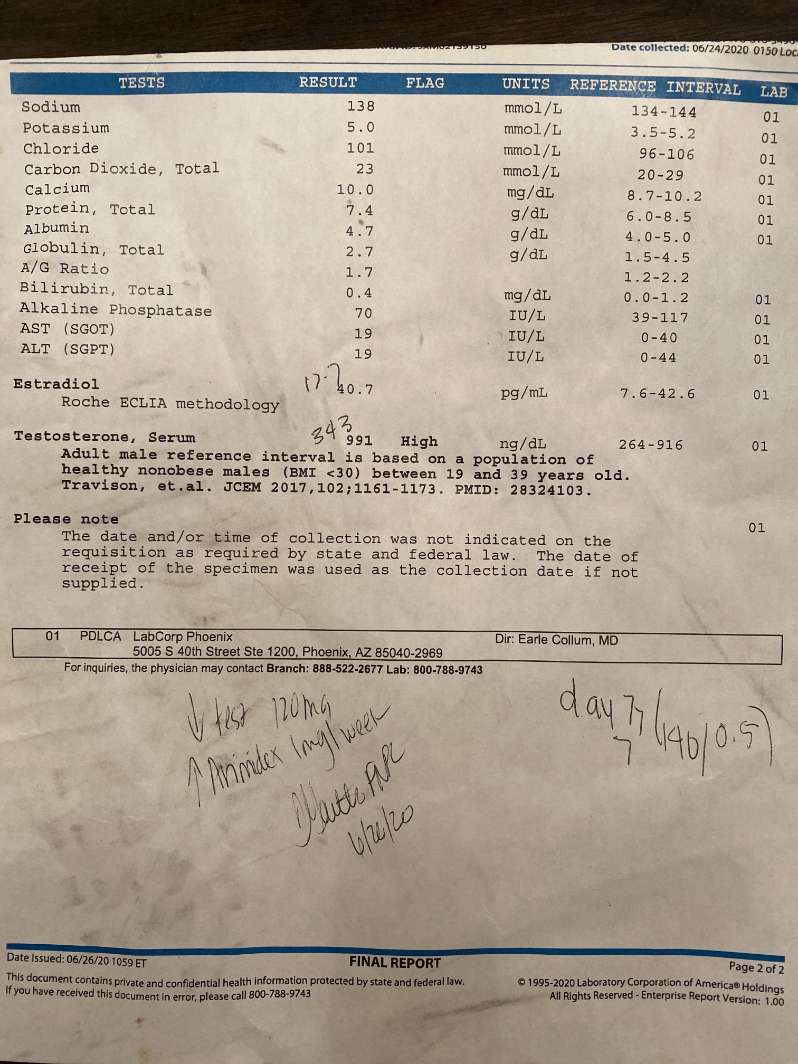 Date collected: 06/24/2020 0150 Loc
TESTS RESULT FLAG UNITS REFERENCE INTERVAL LAB
Sodium 138 mmol/L 134-144 01
Potassium 5.0 mmol/L 3.5-5.2 01
Chloride 101 mmol/L 96-106 01
Carbon Dioxide, Total 23 mmol/L 20-29 01
Calcium 10.0 mg/dL 8.7-10.2 01
Protein, Total 7.4 g/dL 6.0-8.5 01
Albumin 4.7 g/dL 4.0-5.0 01
Globulin, Total 2.7 g/dL 1.5-4.5
A/G Ratio 1.7 1.2-2.2
Bilirubin, Total 0.4 mg/dL 0.0-1.2 01
Alkaline Phosphatase 70 IU/L 39-117 01
AST (SGOT) 19 IU/L 0-40 01
ALT (SGPT) 19 IU/L 0-44 01
Estradiol 17.7 40.7 pg/mL 7.6-42.6 01
Roche ECLIA methodology
Testosterone, Serum 343 991 High ng/dL 264-916 01
Adult male reference interval is based on a population of
healthy nonobese males (BMI <30) between 19 and 39 years old.
Travison, et.al. JCEM 2017,102;1161-1173. PMID: 28324103.
Please note 01
The date and/or time of collection was not indicated on the
requisition as required by state and federal law. The date of
receipt of the specimen was used as the collection date if not
supplied.
01 PDLCA LabCorp Phoenix Dir: Earle Collum, MD
5005 S 40th Street Ste 1200, Phoenix, AZ 85040-2969
For inquiries, the physician may contact Branch: 888-522-2677 Lab: 800-788-9743
↓ test 120mg
↑ Arimidex 1mg/week
6/26/20
day 7
7 (140/0.5)
Date Issued: 06/26/20 1059 ET FINAL REPORT Page 2 of 2
This document contains private and confidential health information protected by state and federal law.
If you have received this document in error, please call 800-788-9743
© 1995-2020 Laboratory Corporation of America® Holdings
All Rights Reserved - Enterprise Report Version: 1.00